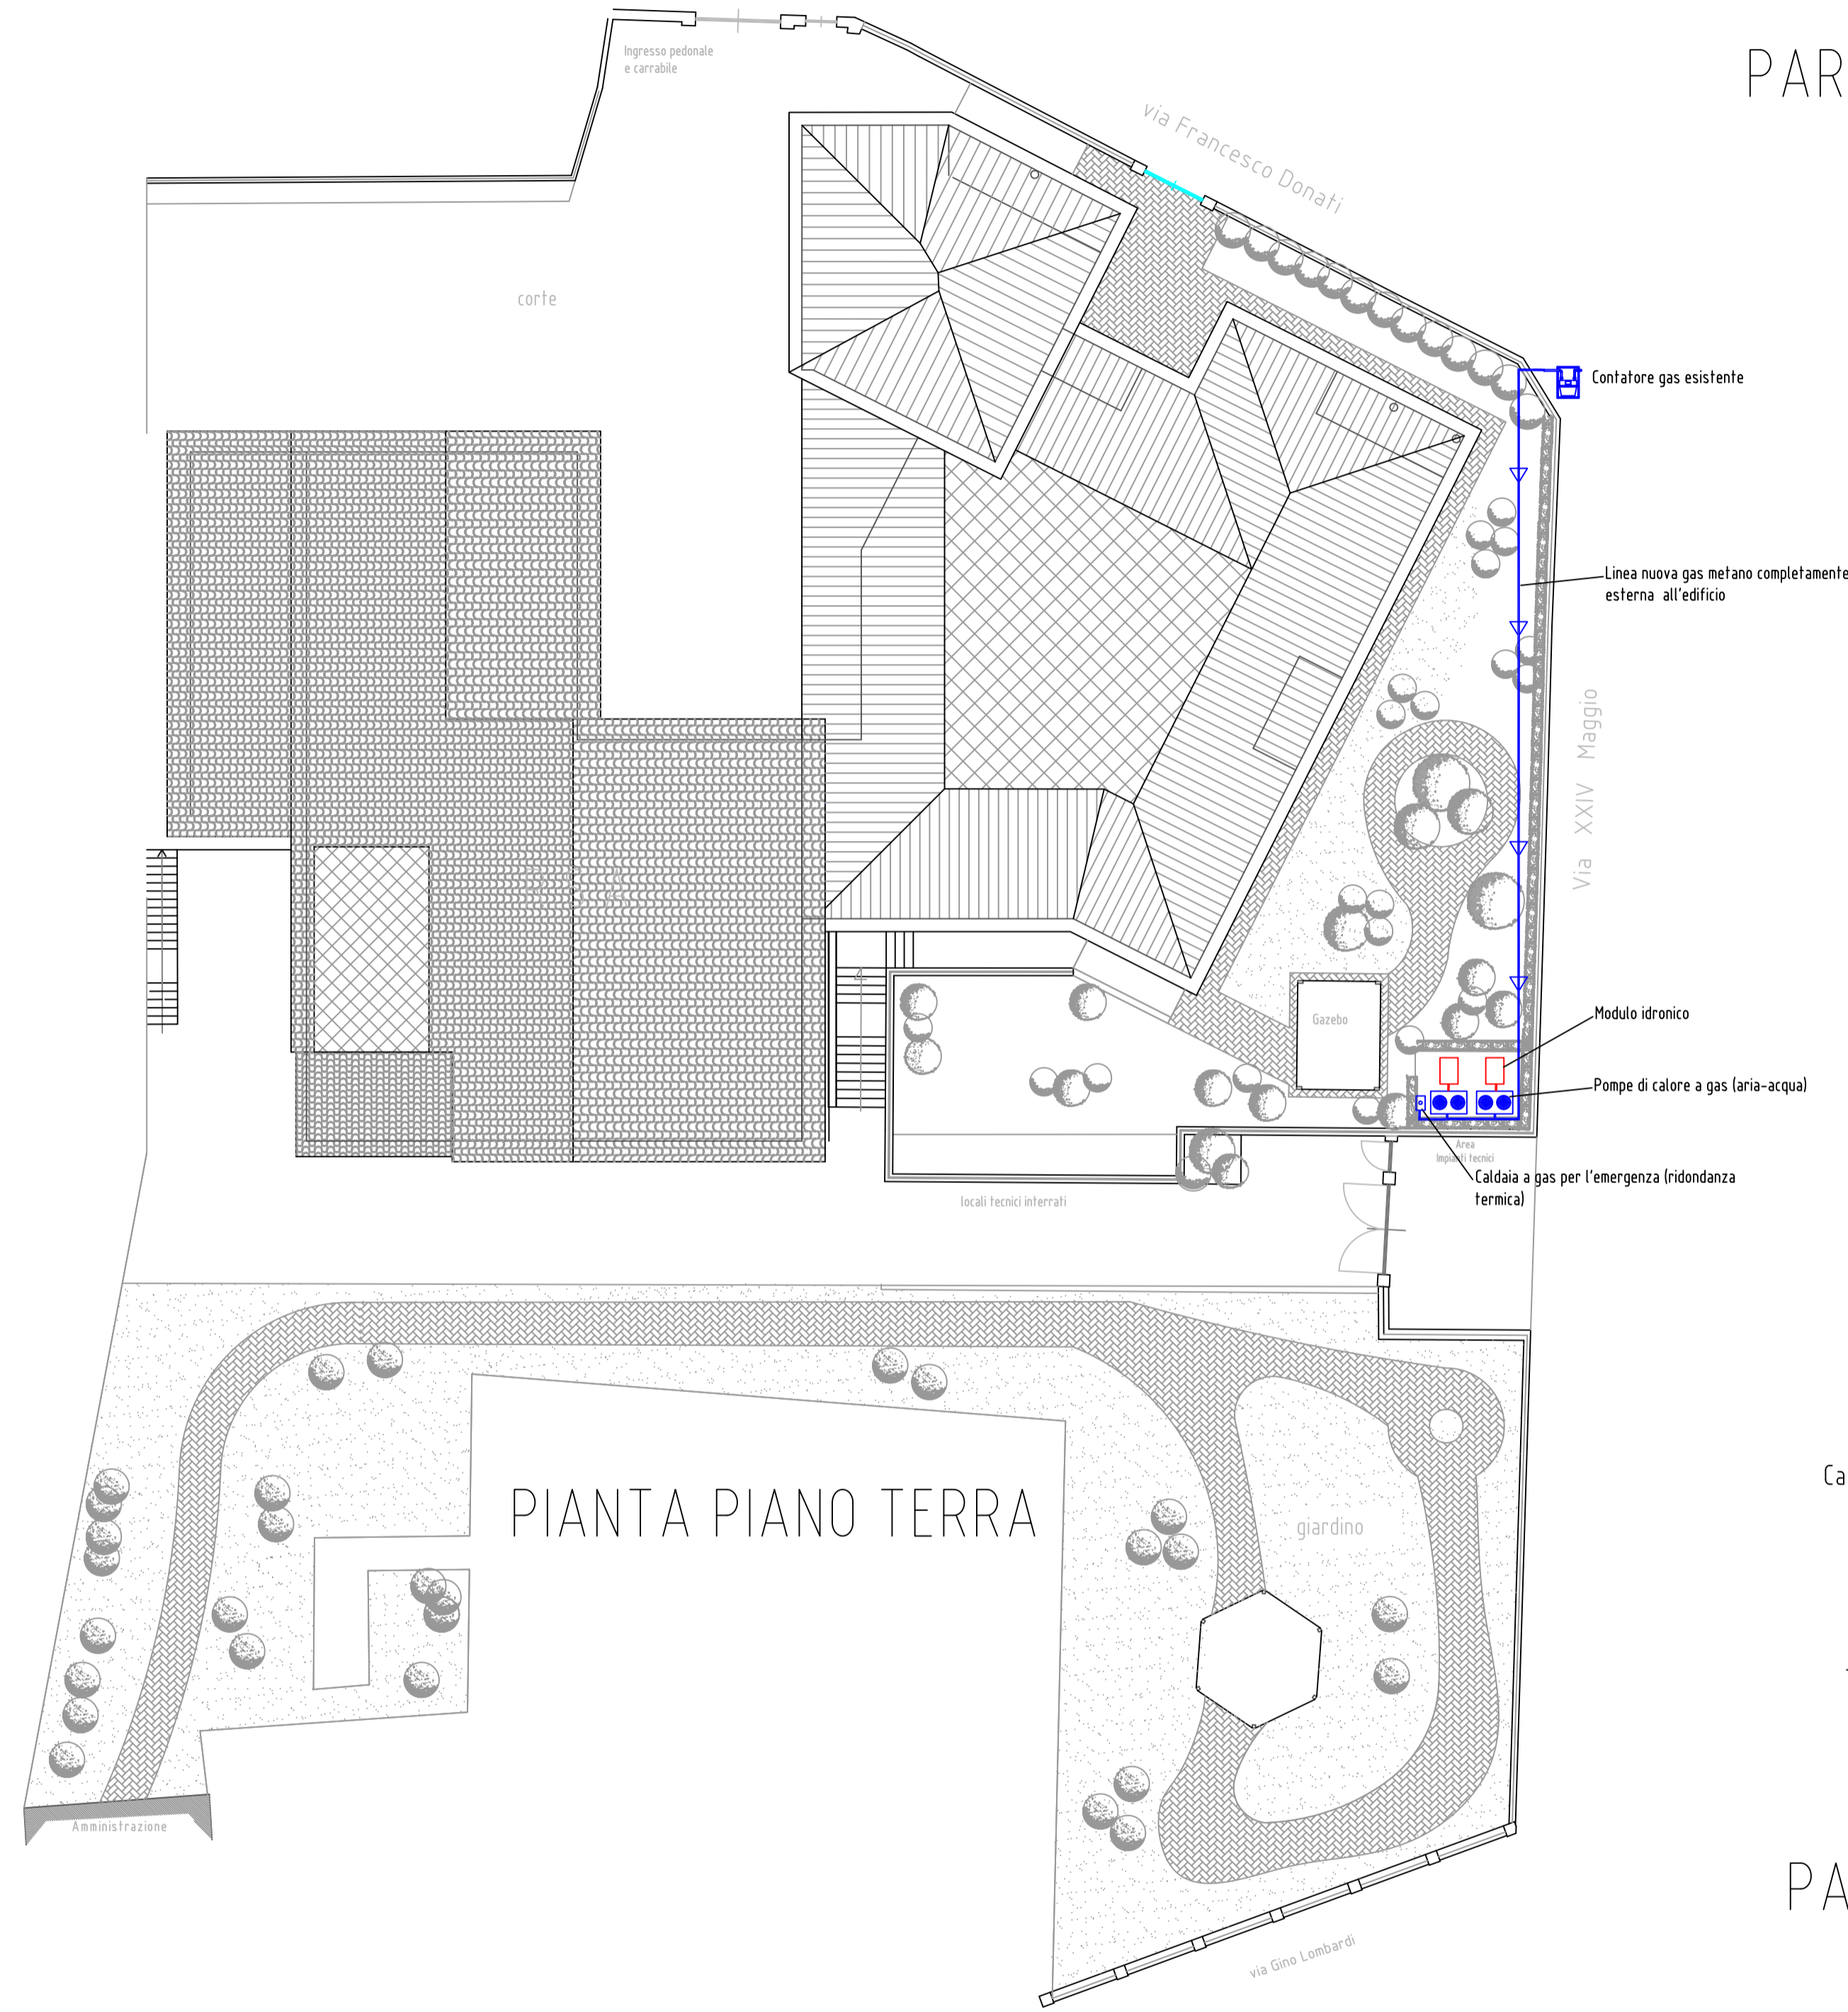 PAR
Ingresso pedonale
e carrabile
via Francesco Donati
corte
Contatore gas esistente
Linea nuova gas metano completamente
esterna all'edificio
Via XXIV Maggio
Modulo idronico
Gazebo
Pompe di calore a gas (aria-acqua)
Area
Impianti tecnici
Caldaia a gas per l'emergenza (ridondanza
termica)
locali tecnici interrati
Ca
PIANTA PIANO TERRA
giardino
Amministrazione
PA
via Gino Lombardi